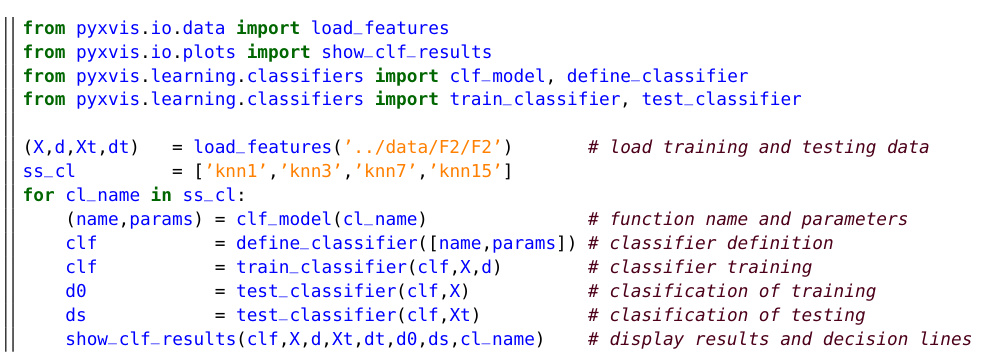 from pyxvis.io.data import load_features
from pyxvis.io.plots import show_clf_results
from pyxvis.learning.classifiers import clf_model, define_classifier
from pyxvis.learning.classifiers import train_classifier, test_classifier

(X,d,Xt,dt)   = load_features(’../data/F2/F2’)       # load training and testing data
ss_cl         = [’knn1’,’knn3’,’knn7’,’knn15’]
for cl_name in ss_cl:
    (name,params) = clf_model(cl_name)               # function name and parameters
    clf           = define_classifier([name,params]) # classifier definition
    clf           = train_classifier(clf,X,d)        # classifier training
    d0            = test_classifier(clf,X)           # clasification of training
    ds            = test_classifier(clf,Xt)          # clasification of testing
    show_clf_results(clf,X,d,Xt,dt,d0,ds,cl_name)    # display results and decision lines